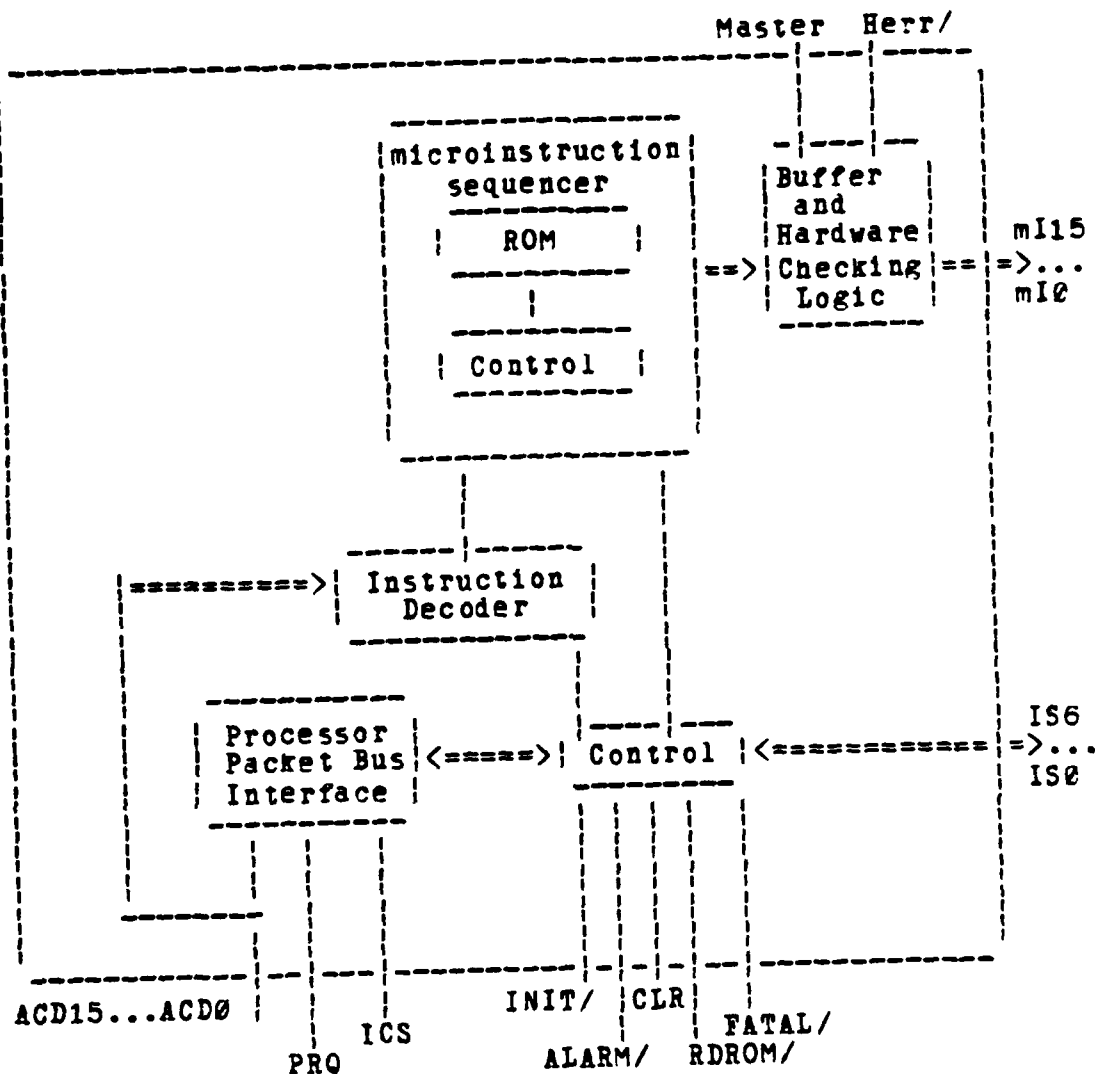 Master Herr/
microinstruction
sequencer
ROM
Control
Buffer
and
Hardware
Checking
Logic
mI15
==>
==
=>...
mI0
==========>
Instruction
Decoder
Processor
Packet Bus
Interface
<=====>
Control
<============
IS6
=>...
IS0
ACD15...ACD0
PRQ
ICS
INIT/
ALARM/
CLR
RDROM/
FATAL/